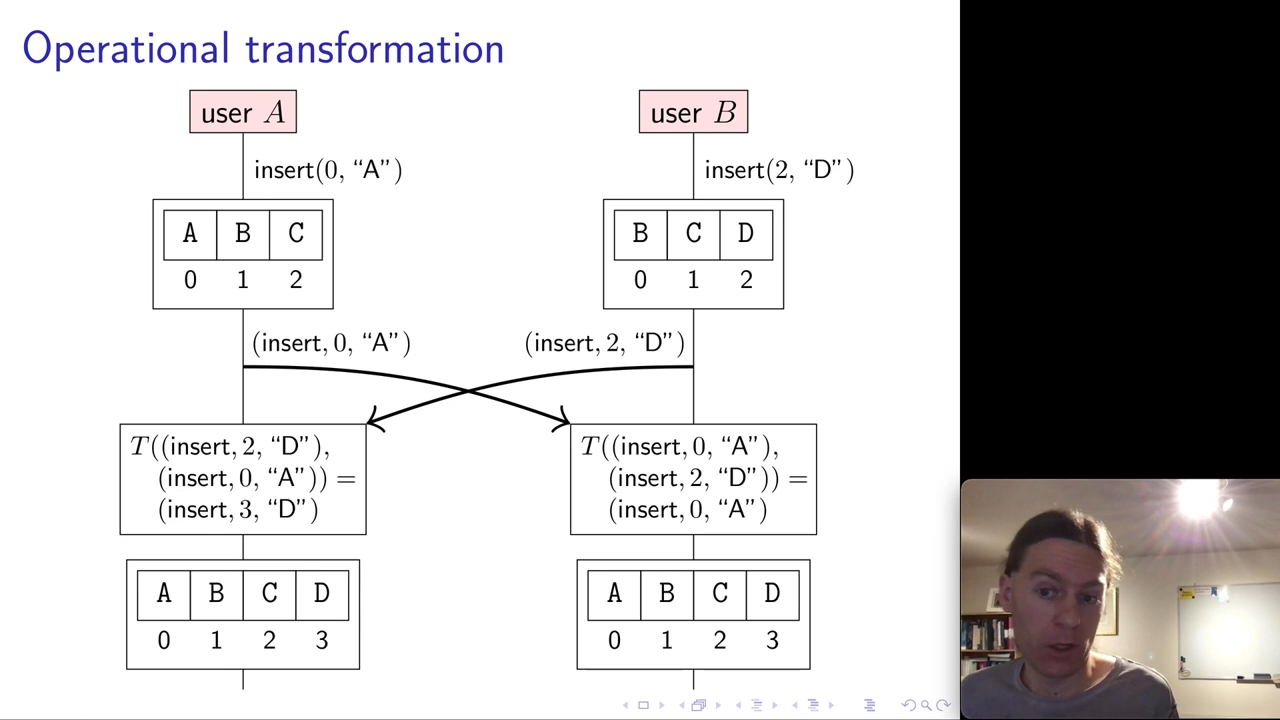 Operational transformation
user A
user B
insert(0, “A”)
insert(2, “D”)
A B C
0 1 2
B C D
0 1 2
(insert, 0, “A”)
(insert, 2, “D”)
T((insert, 2, “D”),
(insert, 0, “A”)) =
(insert, 3, “D”)
T((insert, 0, “A”),
(insert, 2, “D”)) =
(insert, 0, “A”)
A B C D
0 1 2 3
A B C D
0 1 2 3